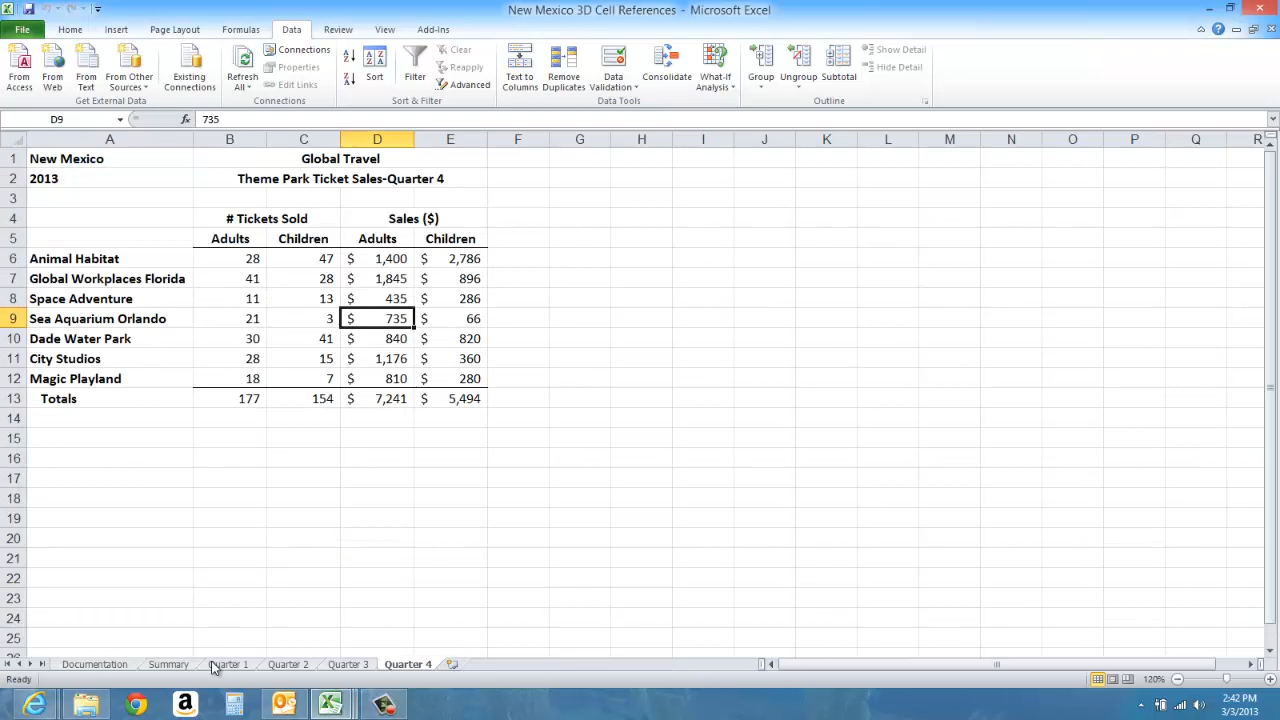 New Mexico 3D Cell References - Microsoft Excel
File Home Insert Page Layout Formulas Data Review View Add-Ins
Connections Clear Show Detail
Properties Reapply Hide Detail
Edit Links Advanced
From Access From Web From Text From Other Sources Existing Connections Refresh All Sort Filter Text to Columns Remove Duplicates Data Validation Consolidate What-If Analysis Group Ungroup Subtotal
Get External Data Connections Sort & Filter Data Tools Outline
D9 fx 735
A B C D E F G H I J K L M N O P Q R
1 New Mexico Global Travel
2 2013 Theme Park Ticket Sales-Quarter 4
3
4 # Tickets Sold Sales ($)
5 Adults Children Adults Children
6 Animal Habitat 28 47 $ 1,400 $ 2,786
7 Global Workplaces Florida 41 28 $ 1,845 $ 896
8 Space Adventure 11 13 $ 435 $ 286
9 Sea Aquarium Orlando 21 3 $ 735 $ 66
10 Dade Water Park 30 41 $ 840 $ 820
11 City Studios 28 15 $ 1,176 $ 360
12 Magic Playland 18 7 $ 810 $ 280
13 Totals 177 154 $ 7,241 $ 5,494
14
15
16
17
18
19
20
21
22
23
24
25
Documentation Summary Quarter 1 Quarter 2 Quarter 3 Quarter 4
Ready 120%
2:42 PM
3/3/2013